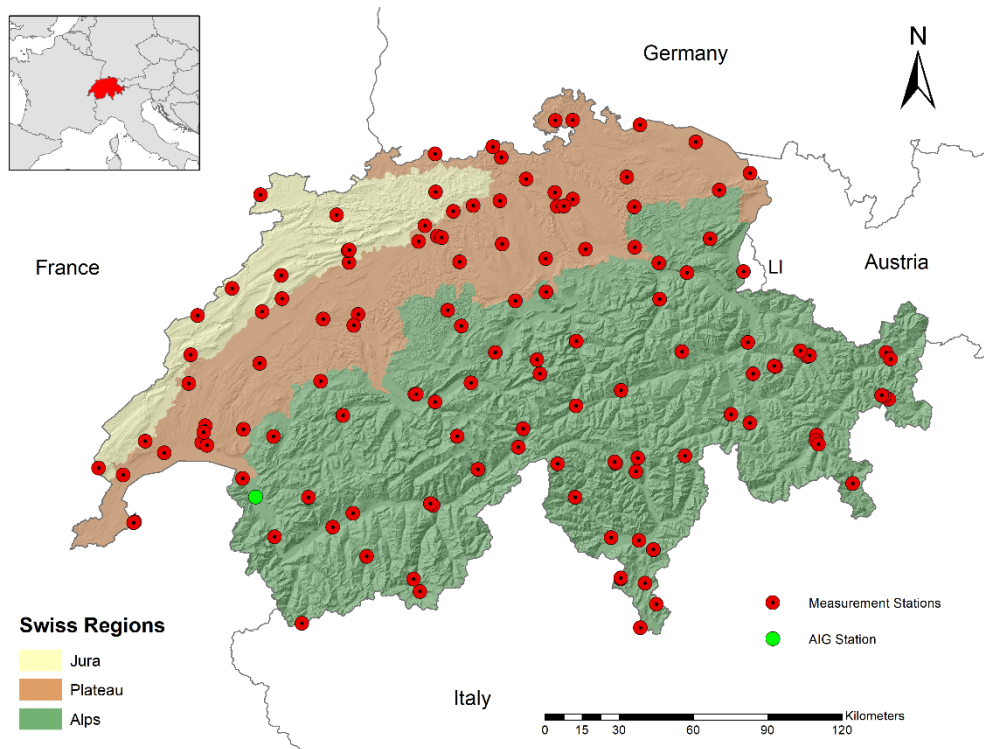 Germany
N
France
LI
Austria
Swiss Regions
Jura
Plateau
Alps
Italy
Measurement Stations
AIG Station
Kilometers
0 15 30 60 90 120